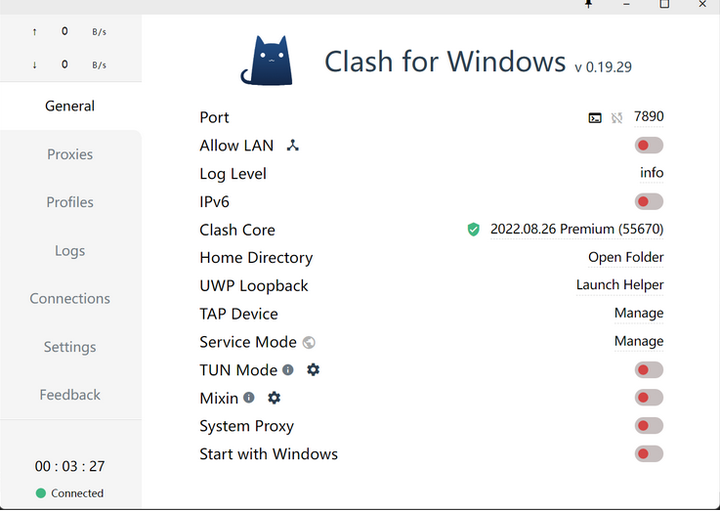 ↑ 0 B/s
↓ 0 B/s
General
Proxies
Profiles
Logs
Connections
Settings
Feedback
00 : 03 : 27
Connected
Clash for Windows v 0.19.29
Port 7890
Allow LAN
Log Level info
IPv6
Clash Core 2022.08.26 Premium (55670)
Home Directory Open Folder
UWP Loopback Launch Helper
TAP Device Manage
Service Mode Manage
TUN Mode
Mixin
System Proxy
Start with Windows